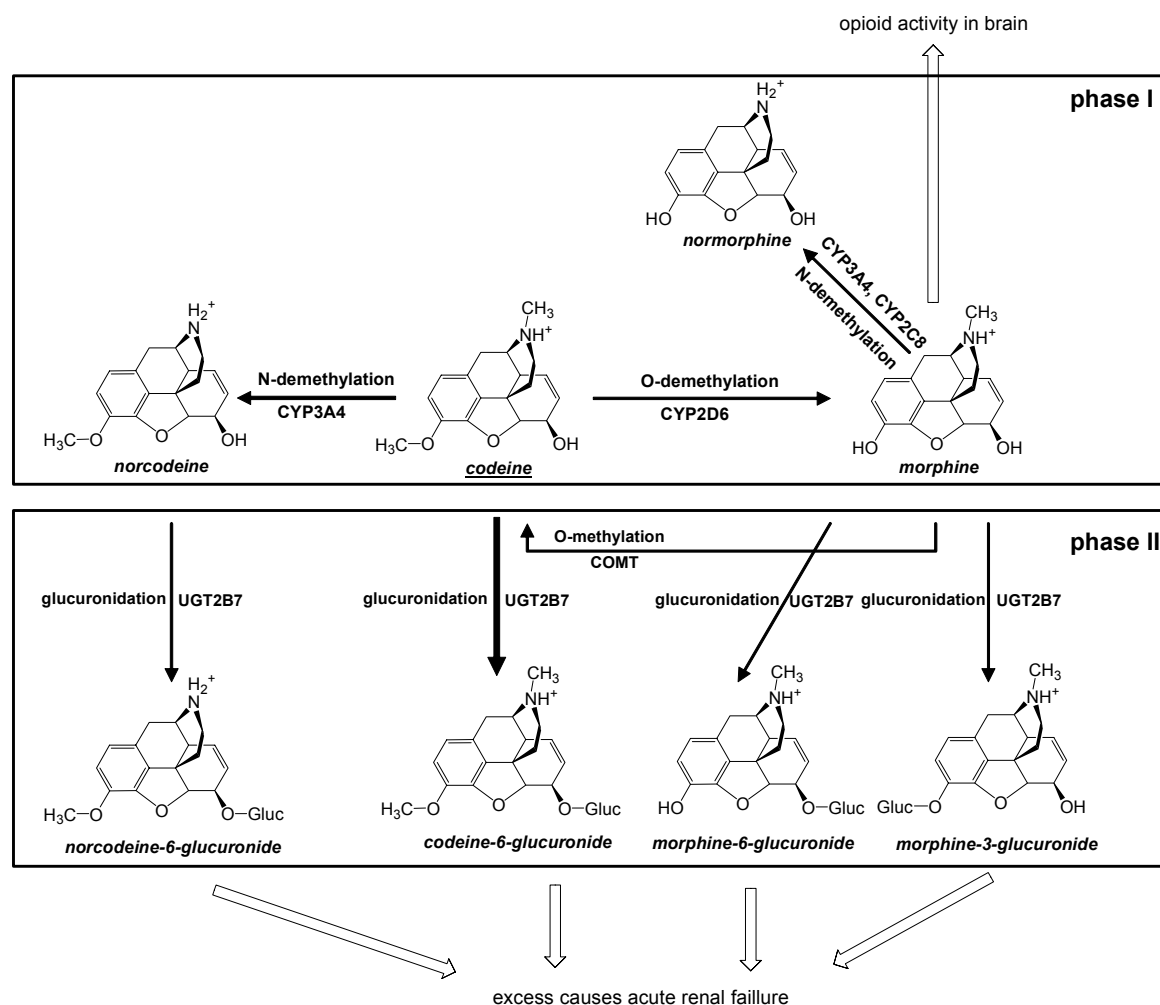 opioid activity in brain
phase I
H2+
N
HO
O
OH
normorphine
CYP3A4, CYP2C8
N-demethylation
H2+
N
H3C–O
O
OH
norcodeine
N-demethylation
CYP3A4
CH3
NH+
H3C–O
O
OH
codeine
O-demethylation
CYP2D6
CH3
NH+
HO
O
OH
morphine
phase II
O-methylation
COMT
glucuronidation UGT2B7
glucuronidation UGT2B7
glucuronidation UGT2B7
glucuronidation UGT2B7
H2+
N
H3C–O
O
O–Gluc
norcodeine-6-glucuronide
CH3
NH+
H3C–O
O
O–Gluc
codeine-6-glucuronide
CH3
NH+
HO
O
O–Gluc
morphine-6-glucuronide
CH3
NH+
Gluc–O
O
OH
morphine-3-glucuronide
excess causes acute renal faillure